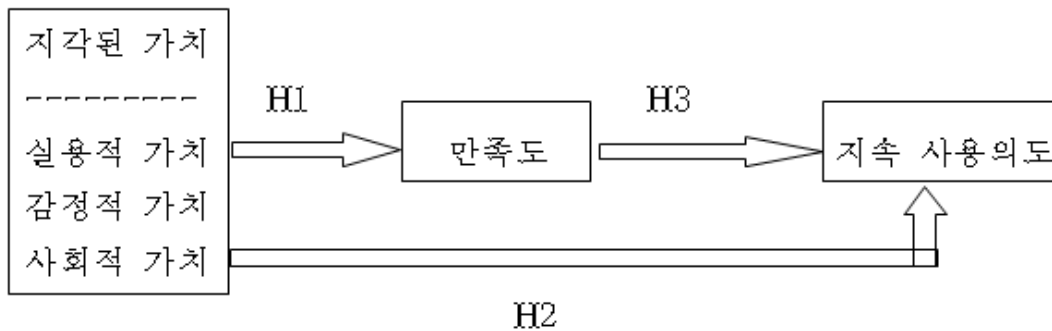 지각된 가치
---------
실용적 가치
감정적 가치
사회적 가치
H1
만족도
H3
지속 사용의도
H2